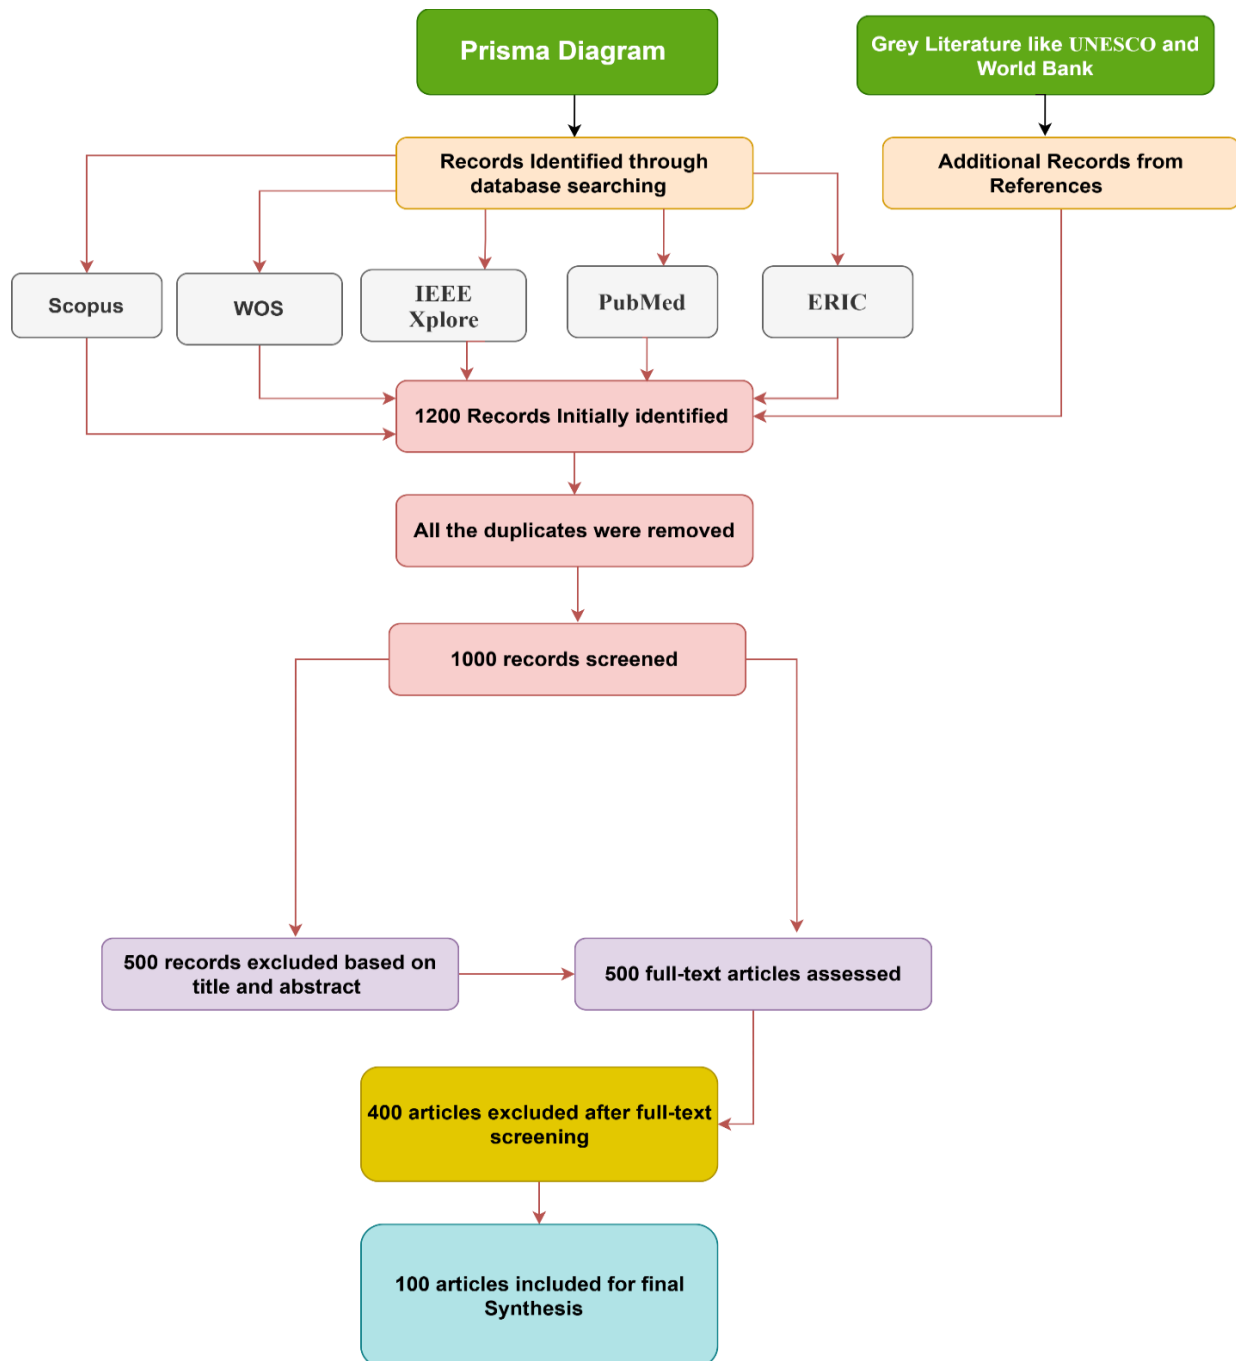 Prisma Diagram
Grey Literature like UNESCO and
World Bank
Records Identified through
database searching
Additional Records from
References
Scopus
WOS
IEEE
Xplore
PubMed
ERIC
1200 Records Initially identified
All the duplicates were removed
1000 records screened
500 records excluded based on
title and abstract
500 full-text articles assessed
400 articles excluded after full-text
screening
100 articles included for final
Synthesis